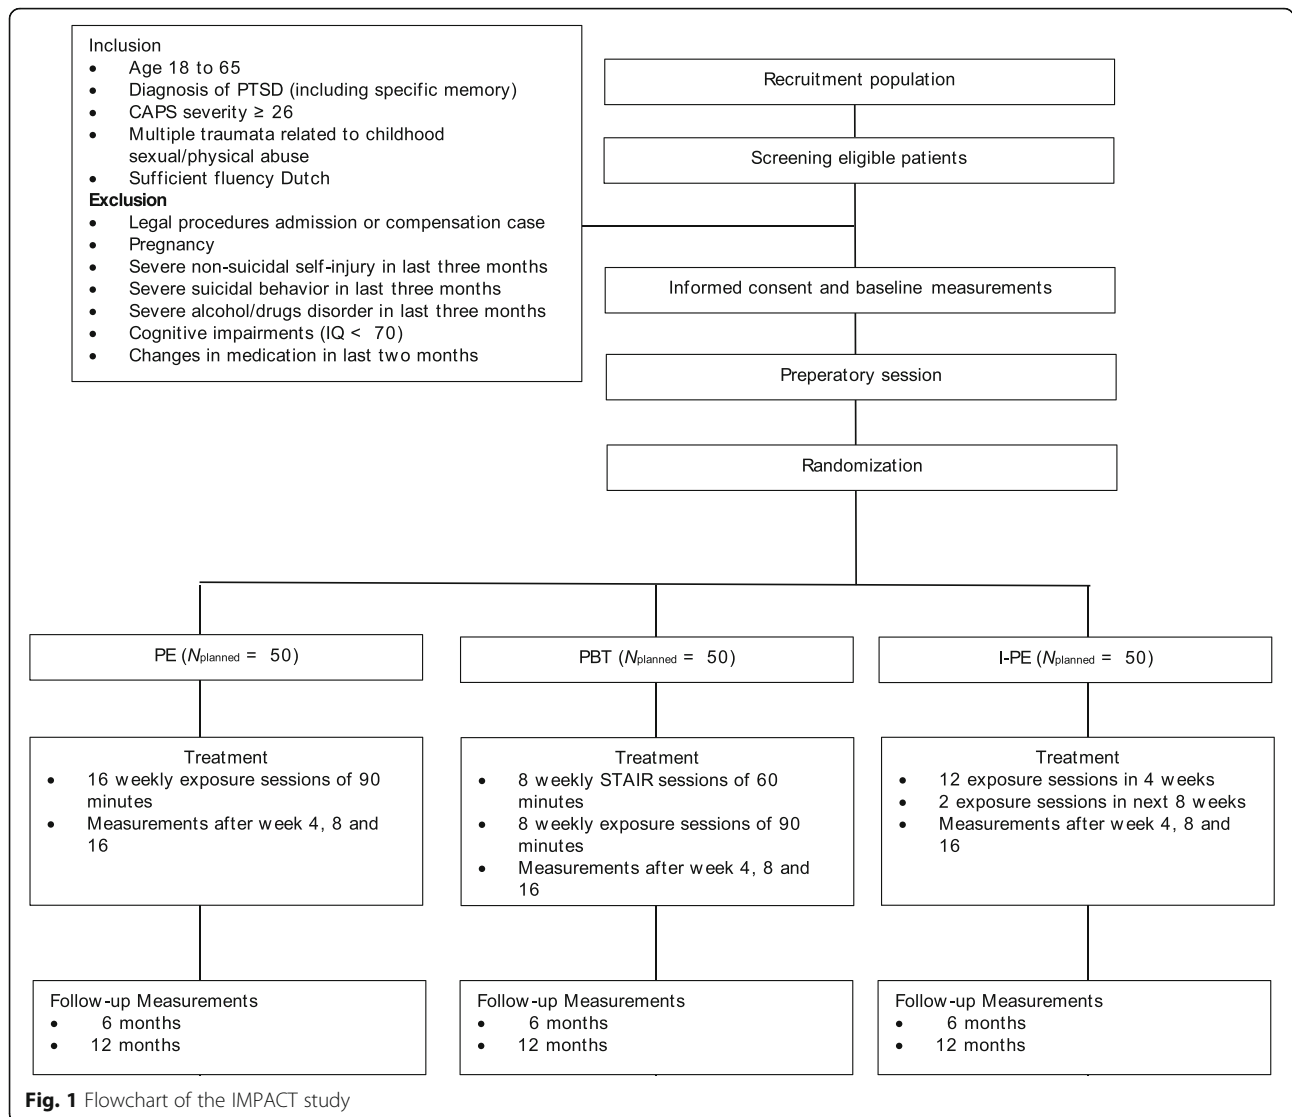 Inclusion
• Age 18 to 65
• Diagnosis of PTSD (including specific memory)
• CAPS severity ≥ 26
• Multiple traumata related to childhood
sexual/physical abuse
• Sufficient fluency Dutch
Exclusion
• Legal procedures admission or compensation case
• Pregnancy
• Severe non-suicidal self-injury in last three months
• Severe suicidal behavior in last three months
• Severe alcohol/drugs disorder in last three months
• Cognitive impairments (IQ < 70)
• Changes in medication in last two months
Recruitment population
Screening eligible patients
Informed consent and baseline measurements
Preperatory session
Randomization
PE (Nplanned = 50)
Treatment
• 16 weekly exposure sessions of 90
minutes
• Measurements after week 4, 8 and
16
Follow-up Measurements
• 6 months
• 12 months
PBT (Nplanned = 50)
Treatment
• 8 weekly STAIR sessions of 60
minutes
• 8 weekly exposure sessions of 90
minutes
• Measurements after week 4, 8 and
16
Follow-up Measurements
• 6 months
• 12 months
I-PE (Nplanned = 50)
Treatment
• 12 exposure sessions in 4 weeks
• 2 exposure sessions in next 8 weeks
• Measurements after week 4, 8 and
16
Follow-up Measurements
• 6 months
• 12 months
Fig. 1 Flowchart of the IMPACT study